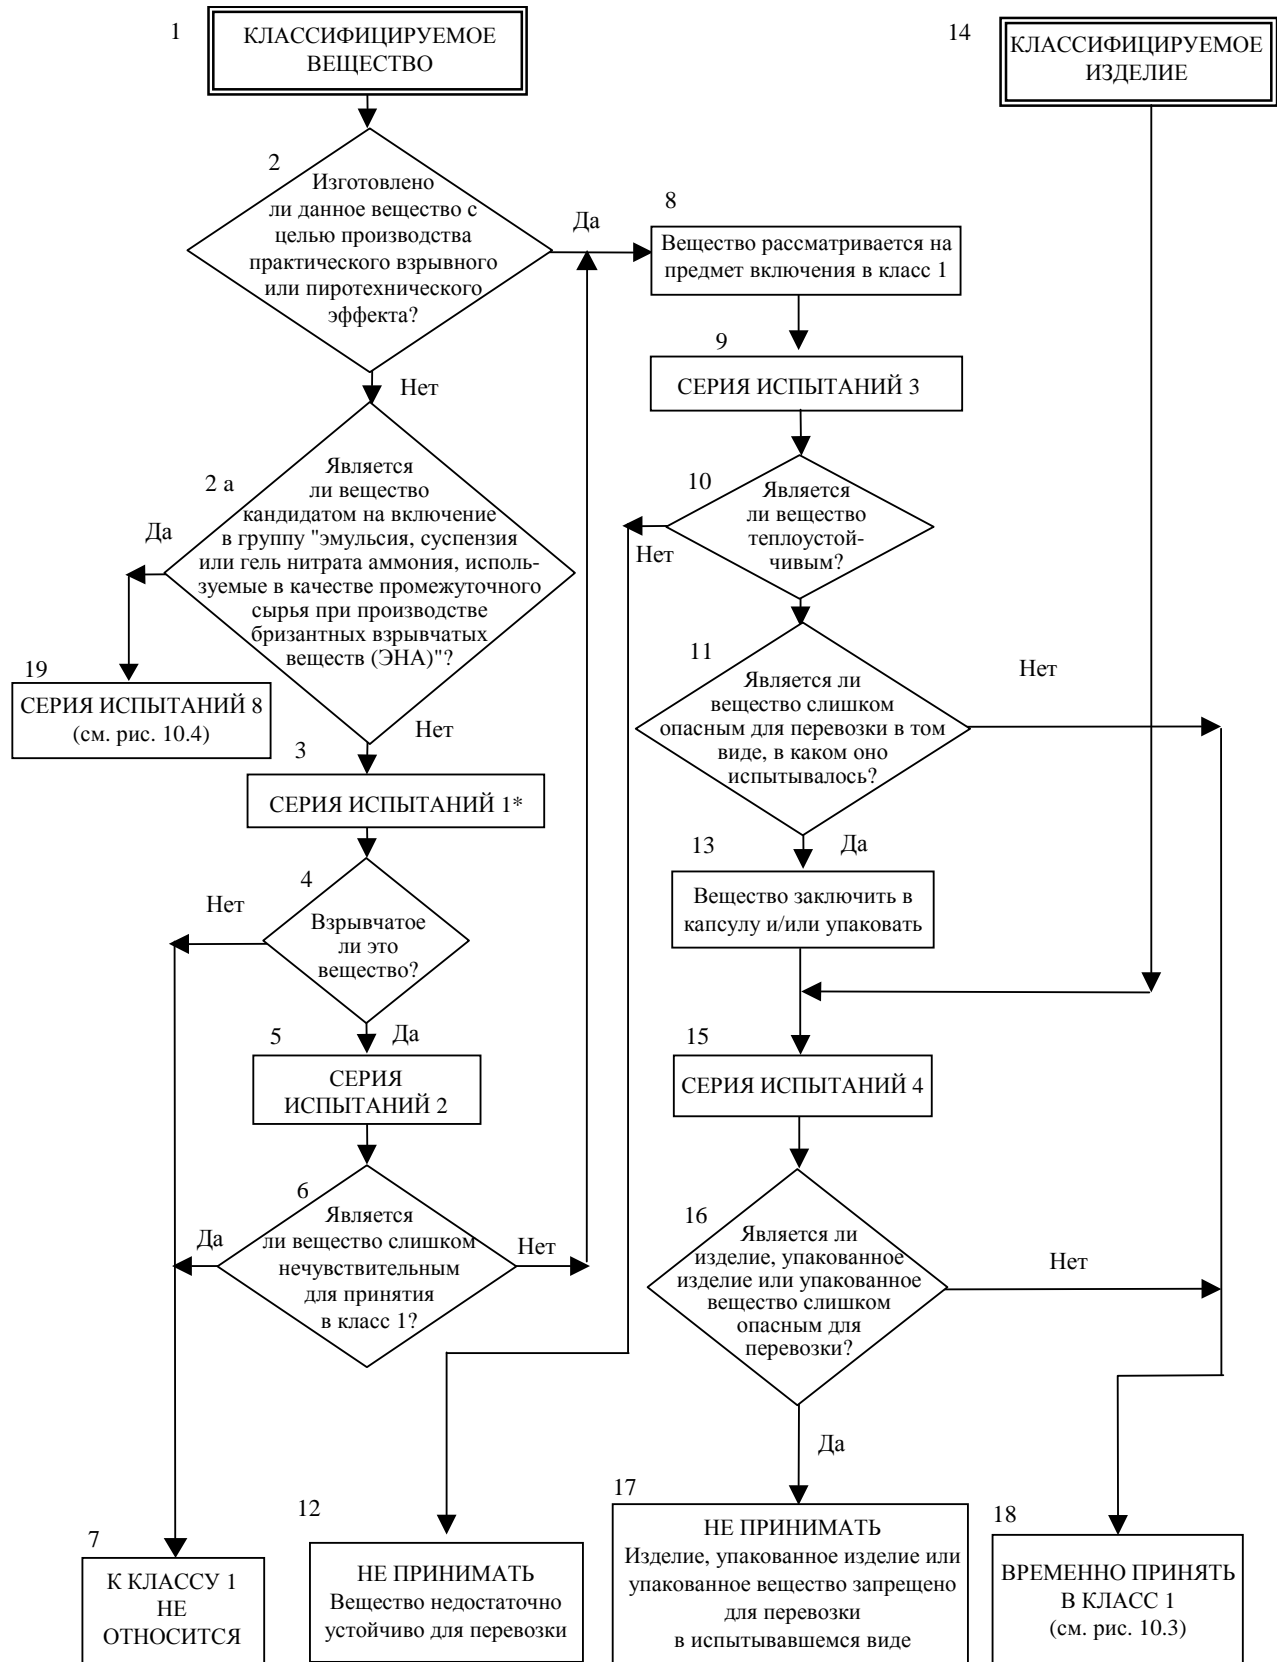 1
КЛАССИФИЦИРУЕМОЕ
ВЕЩЕСТВО
14
КЛАССИФИЦИРУЕМОЕ
ИЗДЕЛИЕ
2
Изготовлено
ли данное вещество с
целью производства
практического взрывного
или пиротехнического
эффекта?
Да
Нет
8
Вещество рассматривается на
предмет включения в класс 1
9
СЕРИЯ ИСПЫТАНИЙ 3
2 а
Является
ли вещество
кандидатом на включение
в группу "эмульсия, суспензия
или гель нитрата аммония, исполь-
зуемые в качестве промежуточного
сырья при производстве
бризантных взрывчатых
веществ (ЭНА)"?
Да
Нет
10
Является
ли вещество
теплоустой-
чивым?
Нет
19
СЕРИЯ ИСПЫТАНИЙ 8
(см. рис. 10.4)
11
Является ли
вещество слишком
опасным для перевозки в том
виде, в каком оно
испытывалось?
Нет
Да
3
СЕРИЯ ИСПЫТАНИЙ 1*
13
Вещество заключить в
капсулу и/или упаковать
4
Взрывчатое
ли это
вещество?
Нет
Да
5
СЕРИЯ
ИСПЫТАНИЙ 2
15
СЕРИЯ ИСПЫТАНИЙ 4
6
Является
ли вещество слишком
нечувствительным
для принятия
в класс 1?
Да
Нет
16
Является ли
изделие, упакованное
изделие или упакованное
вещество слишком
опасным для
перевозки?
Нет
Да
7
К КЛАССУ 1
НЕ
ОТНОСИТСЯ
12
НЕ ПРИНИМАТЬ
Вещество недостаточно
устойчиво для перевозки
17
НЕ ПРИНИМАТЬ
Изделие, упакованное изделие или
упакованное вещество запрещено
для перевозки
в испытывавшемся виде
18
ВРЕМЕННО ПРИНЯТЬ
В КЛАСС 1
(см. рис. 10.3)